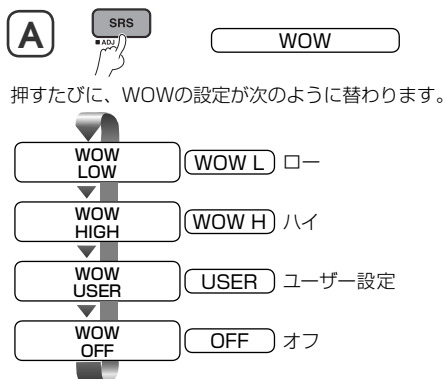 A
SRS
■ ADJ
WOW
押すたびに、WOWの設定が次のように替わります。
WOW
LOW
WOW L
ロー
WOW
HIGH
WOW H
ハイ
WOW
USER
USER
ユーザー設定
WOW
OFF
OFF
オフ